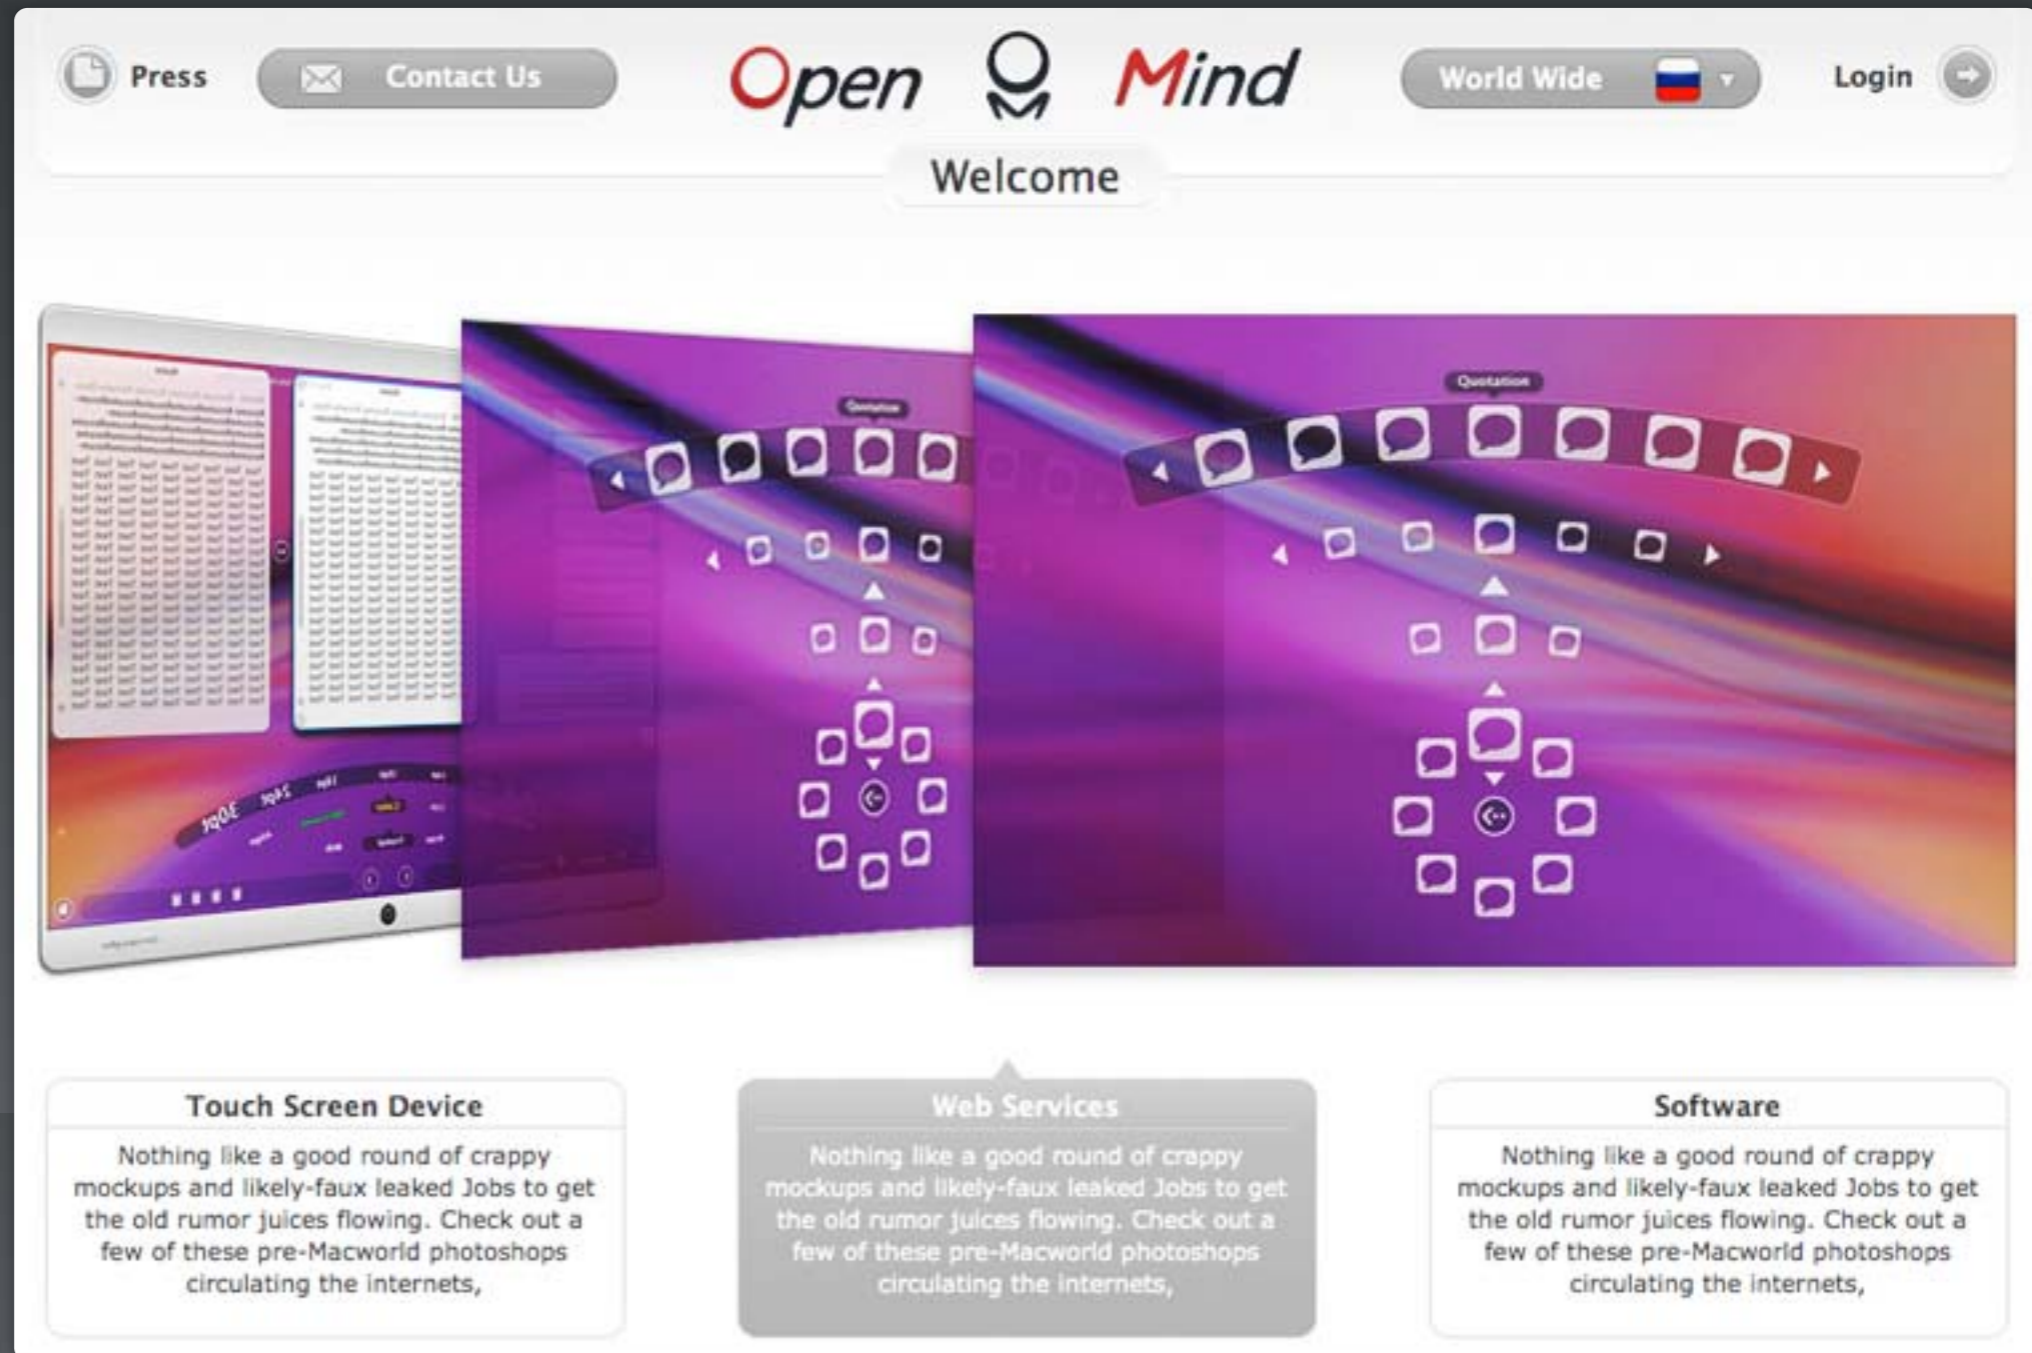 Press
Contact Us
Open Mind
World Wide
Login
Welcome
Quotation
Quotation
30pt
24pt
18pt
Touch Screen Device
Nothing like a good round of crappy
mockups and likely-faux leaked Jobs to get
the old rumor juices flowing. Check out a
few of these pre-Macworld photoshops
circulating the internets,
Web Services
Nothing like a good round of crappy
mockups and likely-faux leaked Jobs to get
the old rumor juices flowing. Check out a
few of these pre-Macworld photoshops
circulating the internets,
Software
Nothing like a good round of crappy
mockups and likely-faux leaked Jobs to get
the old rumor juices flowing. Check out a
few of these pre-Macworld photoshops
circulating the internets,